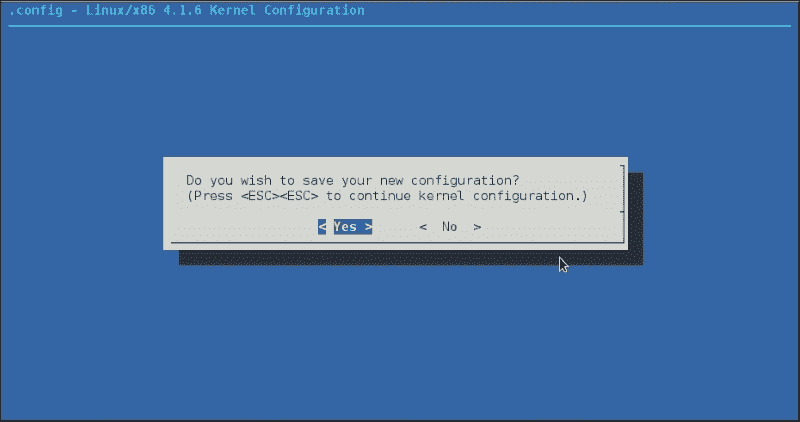 .config - Linux/x86 4.1.6 Kernel Configuration
Do you wish to save your new configuration?
(Press <ESC><ESC> to continue kernel configuration.)
< Yes > < No >